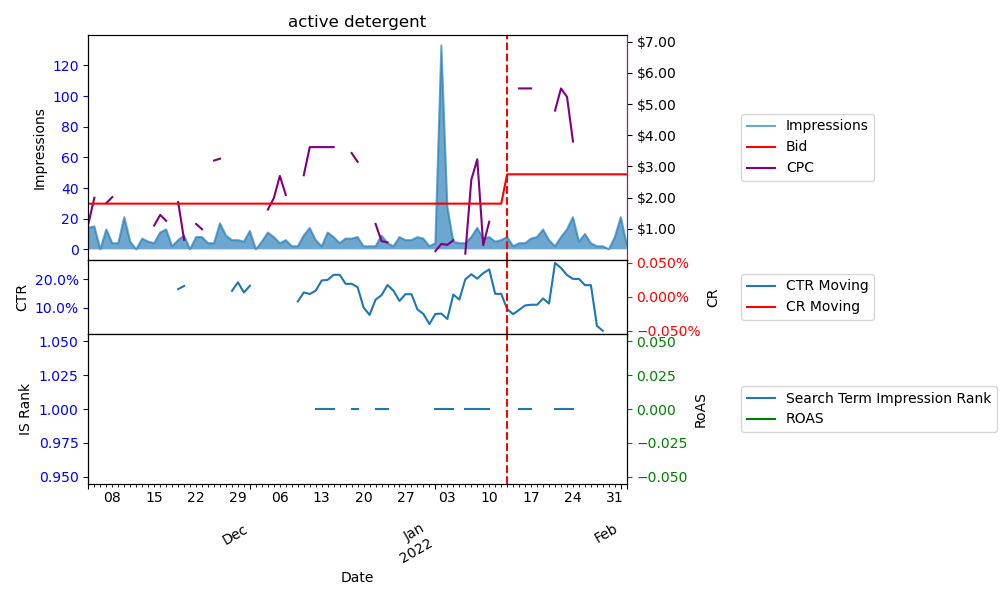 active detergent
Impressions
120
100
80
60
40
20
0
$7.00
$6.00
$5.00
$4.00
$3.00
$2.00
$1.00
Impressions
Bid
CPC
CTR
20.0%
10.0%
0.050%
0.000%
−0.050%
CR
CTR Moving
CR Moving
IS Rank
1.050
1.025
1.000
0.975
0.950
0.050
0.025
0.000
−0.025
−0.050
RoAS
Search Term Impression Rank
ROAS
08 15 22 29 06 13 20 27 03 10 17 24 31
Dec Jan Feb
2022
Date